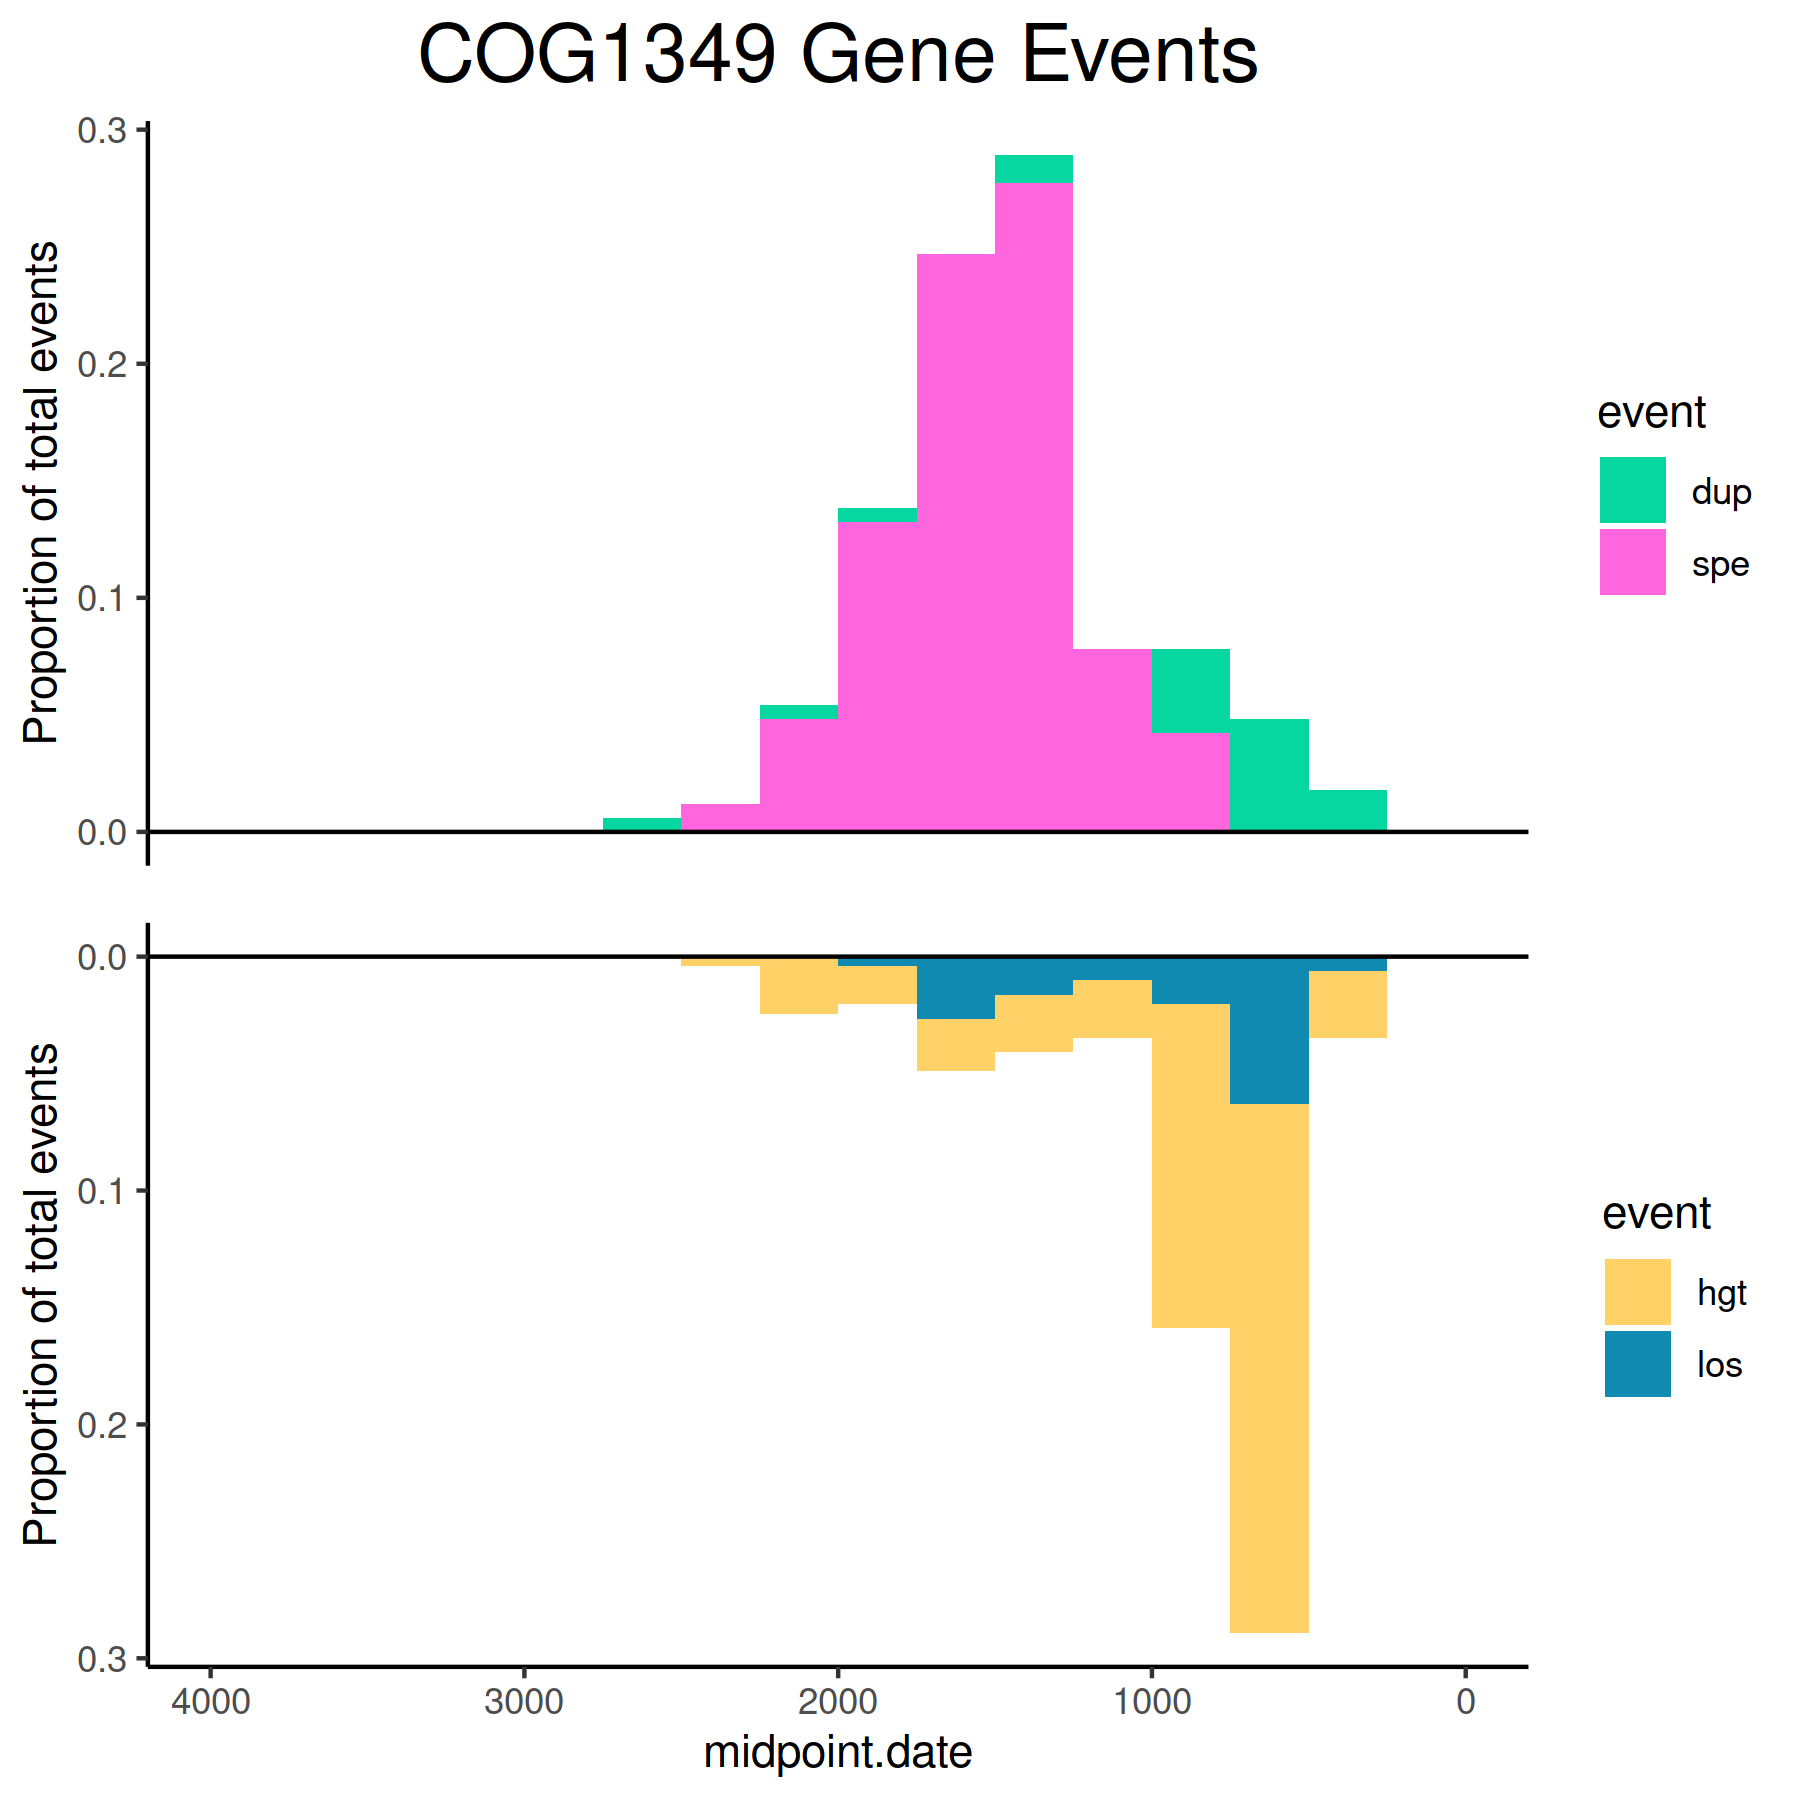 COG1349 Gene Events
Proportion of total events
0.3
0.2
0.1
0.0
event
dup
spe
Proportion of total events
0.0
0.1
0.2
0.3
event
hgt
los
4000 3000 2000 1000 0
midpoint.date